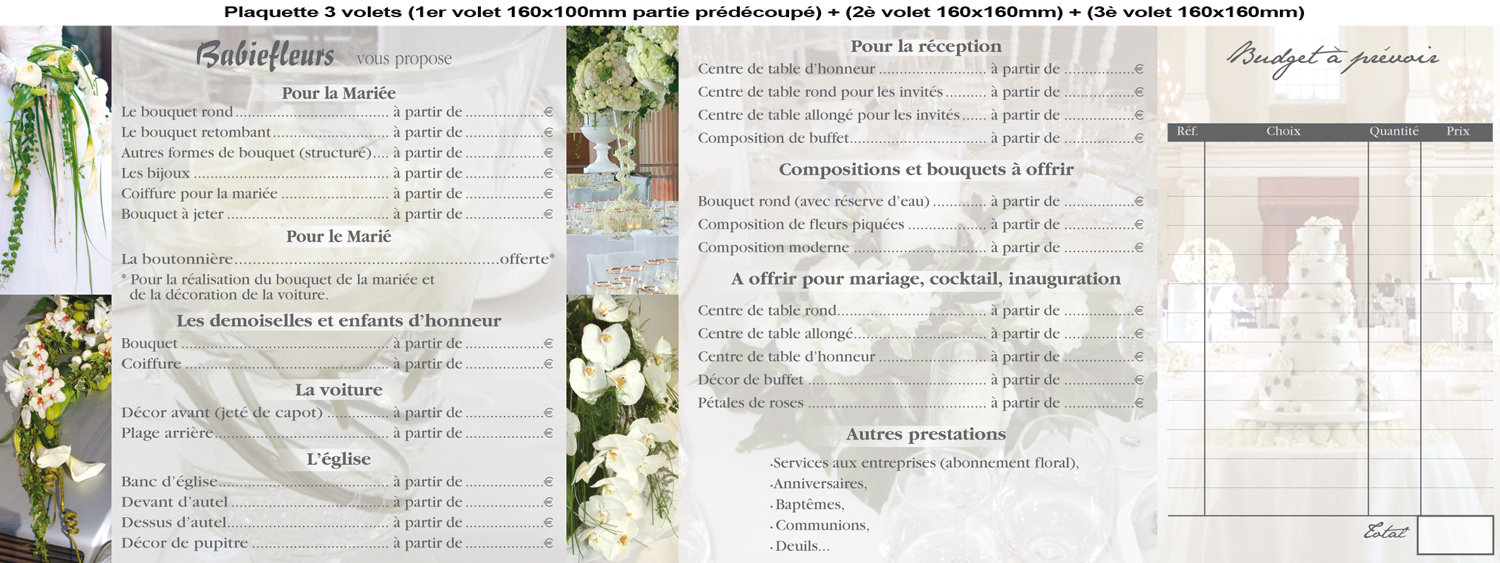 Plaquette 3 volets (1er volet 160x100mm partie prédécoupé) + (2è volet 160x160mm) + (3è volet 160x160mm)
Babiefleurs vous propose
Pour la Mariée
Le bouquet rond ................................ à partir de ................€
Le bouquet retombant ........................ à partir de ................€
Autres formes de bouquet (structuré).... à partir de ................€
Les bijoux ........................................ à partir de ................€
Coiffure pour la mariée ...................... à partir de ................€
Bouquet à jeter ................................. à partir de ................€
Pour le Marié
La boutonnière......................................................offerte*
* Pour la réalisation du bouquet de la mariée et
de la décoration de la voiture.
Les demoiselles et enfants d'honneur
Bouquet ........................................... à partir de ................€
Coiffure ........................................... à partir de ................€
La voiture
Décor avant (jeté de capot) ............. à partir de ................€
Plage arrière.................................... à partir de ................€
L'église
Banc d'église................................... à partir de ................€
Devant d'autel ................................. à partir de ................€
Dessus d'autel.................................. à partir de ................€
Décor de pupitre ............................. à partir de ................€
Pour la réception
Centre de table d'honneur ........................ à partir de ................€
Centre de table rond pour les invités ......... à partir de ................€
Centre de table allongé pour les invités ...... à partir de ................€
Composition de buffet............................... à partir de ................€
Compositions et bouquets à offrir
Bouquet rond (avec réserve d'eau) ............ à partir de ................€
Composition de fleurs piquées .................. à partir de ................€
Composition moderne .............................. à partir de ................€
A offrir pour mariage, cocktail, inauguration
Centre de table rond.................................. à partir de ................€
Centre de table allongé.............................. à partir de ................€
Centre de table d'honneur ........................ à partir de ................€
Décor de buffet ........................................ à partir de ................€
Pétales de roses ........................................ à partir de ................€
Autres prestations
·Services aux entreprises (abonnement floral),
·Anniversaires,
· Baptêmes,
· Communions,
· Deuils...
Budget à prévoir
Réf. Choix Quantité Prix
Total